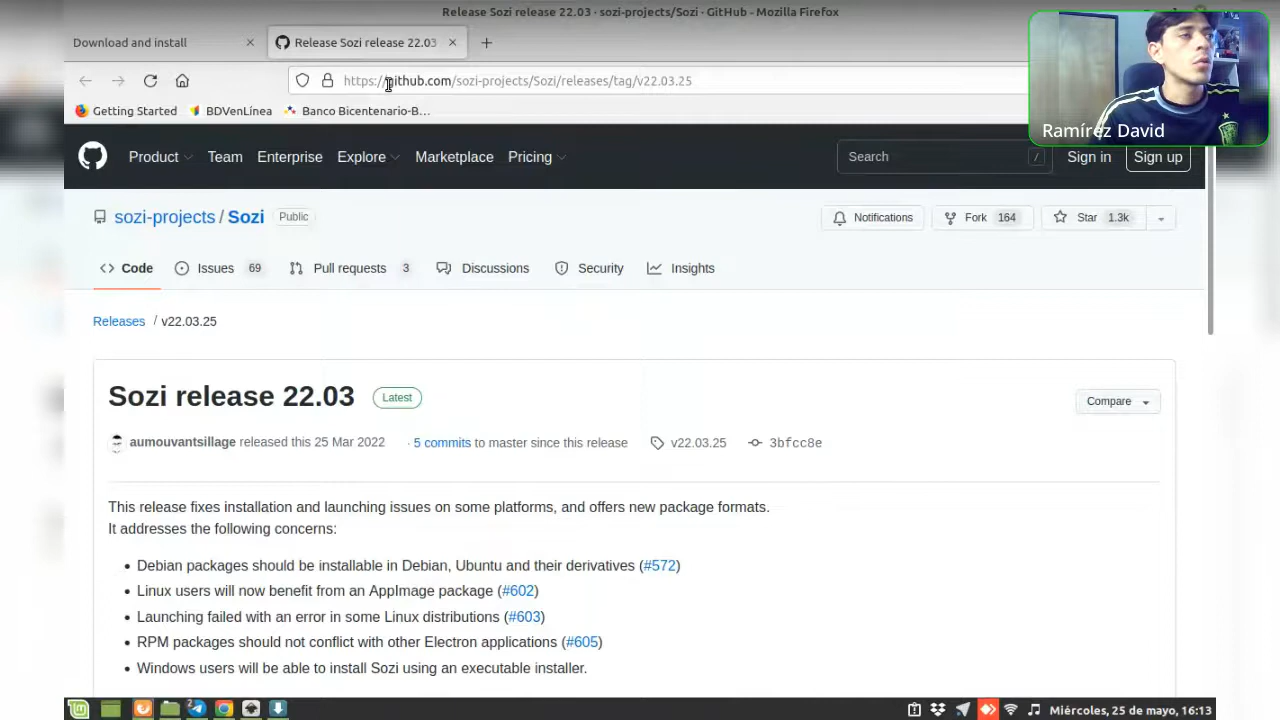 Release Sozi release 22.03 · sozi-projects/Sozi · GitHub - Mozilla Firefox
Download and install
Release Sozi release 22.03
https://github.com/sozi-projects/Sozi/releases/tag/v22.03.25
Getting Started BDVenLínea Banco Bicentenario-B...
Ramírez David
Product Team Enterprise Explore Marketplace Pricing Search / Sign in Sign up
sozi-projects / Sozi Public Notifications Fork 164 Star 1.3k
Code Issues 69 Pull requests 3 Discussions Security Insights
Releases / v22.03.25
Sozi release 22.03 Latest Compare
aumouvantsillage released this 25 Mar 2022 · 5 commits to master since this release v22.03.25 3bfcc8e
This release fixes installation and launching issues on some platforms, and offers new package formats.
It addresses the following concerns:
• Debian packages should be installable in Debian, Ubuntu and their derivatives (#572)
• Linux users will now benefit from an AppImage package (#602)
• Launching failed with an error in some Linux distributions (#603)
• RPM packages should not conflict with other Electron applications (#605)
• Windows users will be able to install Sozi using an executable installer.
2 Miércoles, 25 de mayo, 16:13